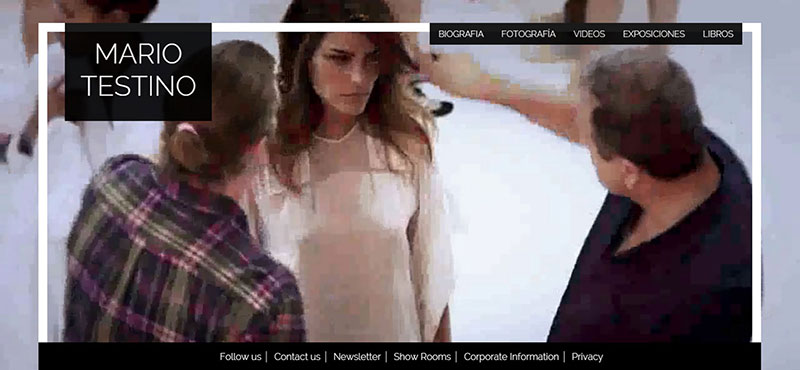 MARIO
TESTINO
BIOGRAFIA FOTOGRAFÍA VIDEOS EXPOSICIONES LIBROS
Follow us | Contact us | Newsletter | Show Rooms | Corporate Information | Privacy